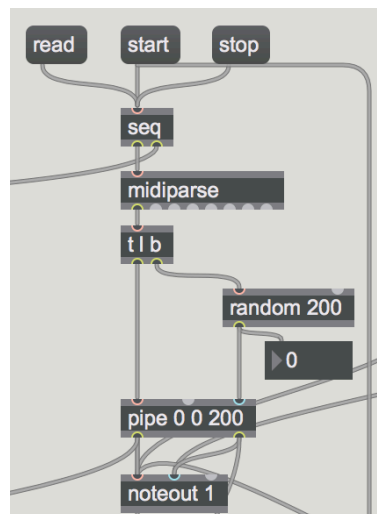 read start stop
seq
midiparse
t l b
random 200
0
pipe 0 0 200
noteout 1